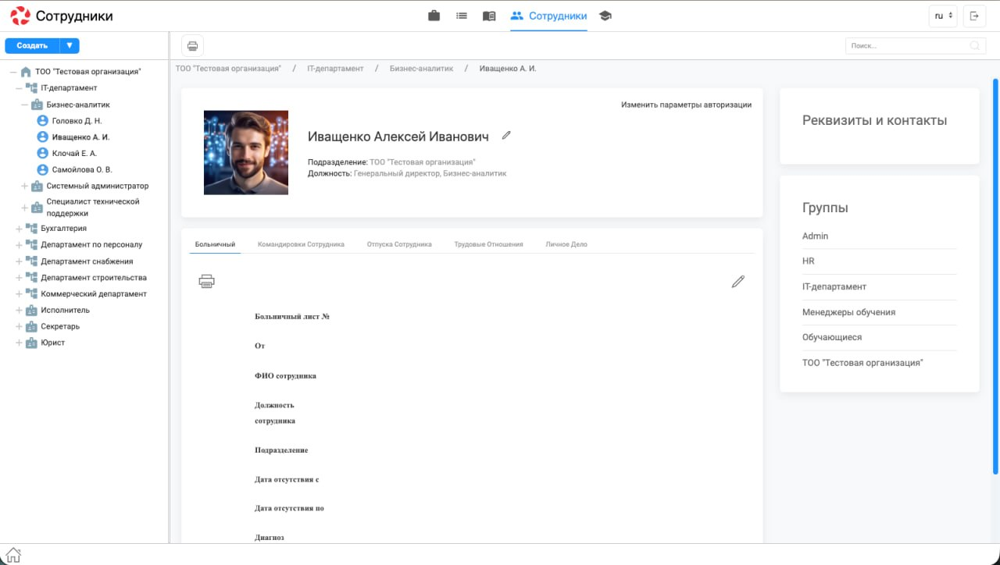 Сотрудники
Сотрудники
ru
Создать
Поиск...
ТОО "Тестовая организация"
IT-департамент
Бизнес-аналитик
Головко Д. Н.
Иващенко А. И.
Клочай Е. А.
Самойлова О. В.
Системный администратор
Специалист технической
поддержки
Бухгалтерия
Департамент по персоналу
Департамент снабжения
Департамент строительства
Коммерческий департамент
Исполнитель
Секретарь
Юрист
ТОО "Тестовая организация" / IT-департамент / Бизнес-аналитик / Иващенко А. И.
Изменить параметры авторизации
Иващенко Алексей Иванович
Подразделение: ТОО "Тестовая организация"
Должность: Генеральный директор, Бизнес-аналитик
Больничный Командировки Сотрудника Отпуска Сотрудника Трудовые Отношения Личное Дело
Больничный лист №
От
ФИО сотрудника
Должность
сотрудника
Подразделение
Дата отсутствия с
Дата отсутствия по
Диагноз
Реквизиты и контакты
Группы
Admin
HR
IT-департамент
Менеджеры обучения
Обучающиеся
ТОО "Тестовая организация"